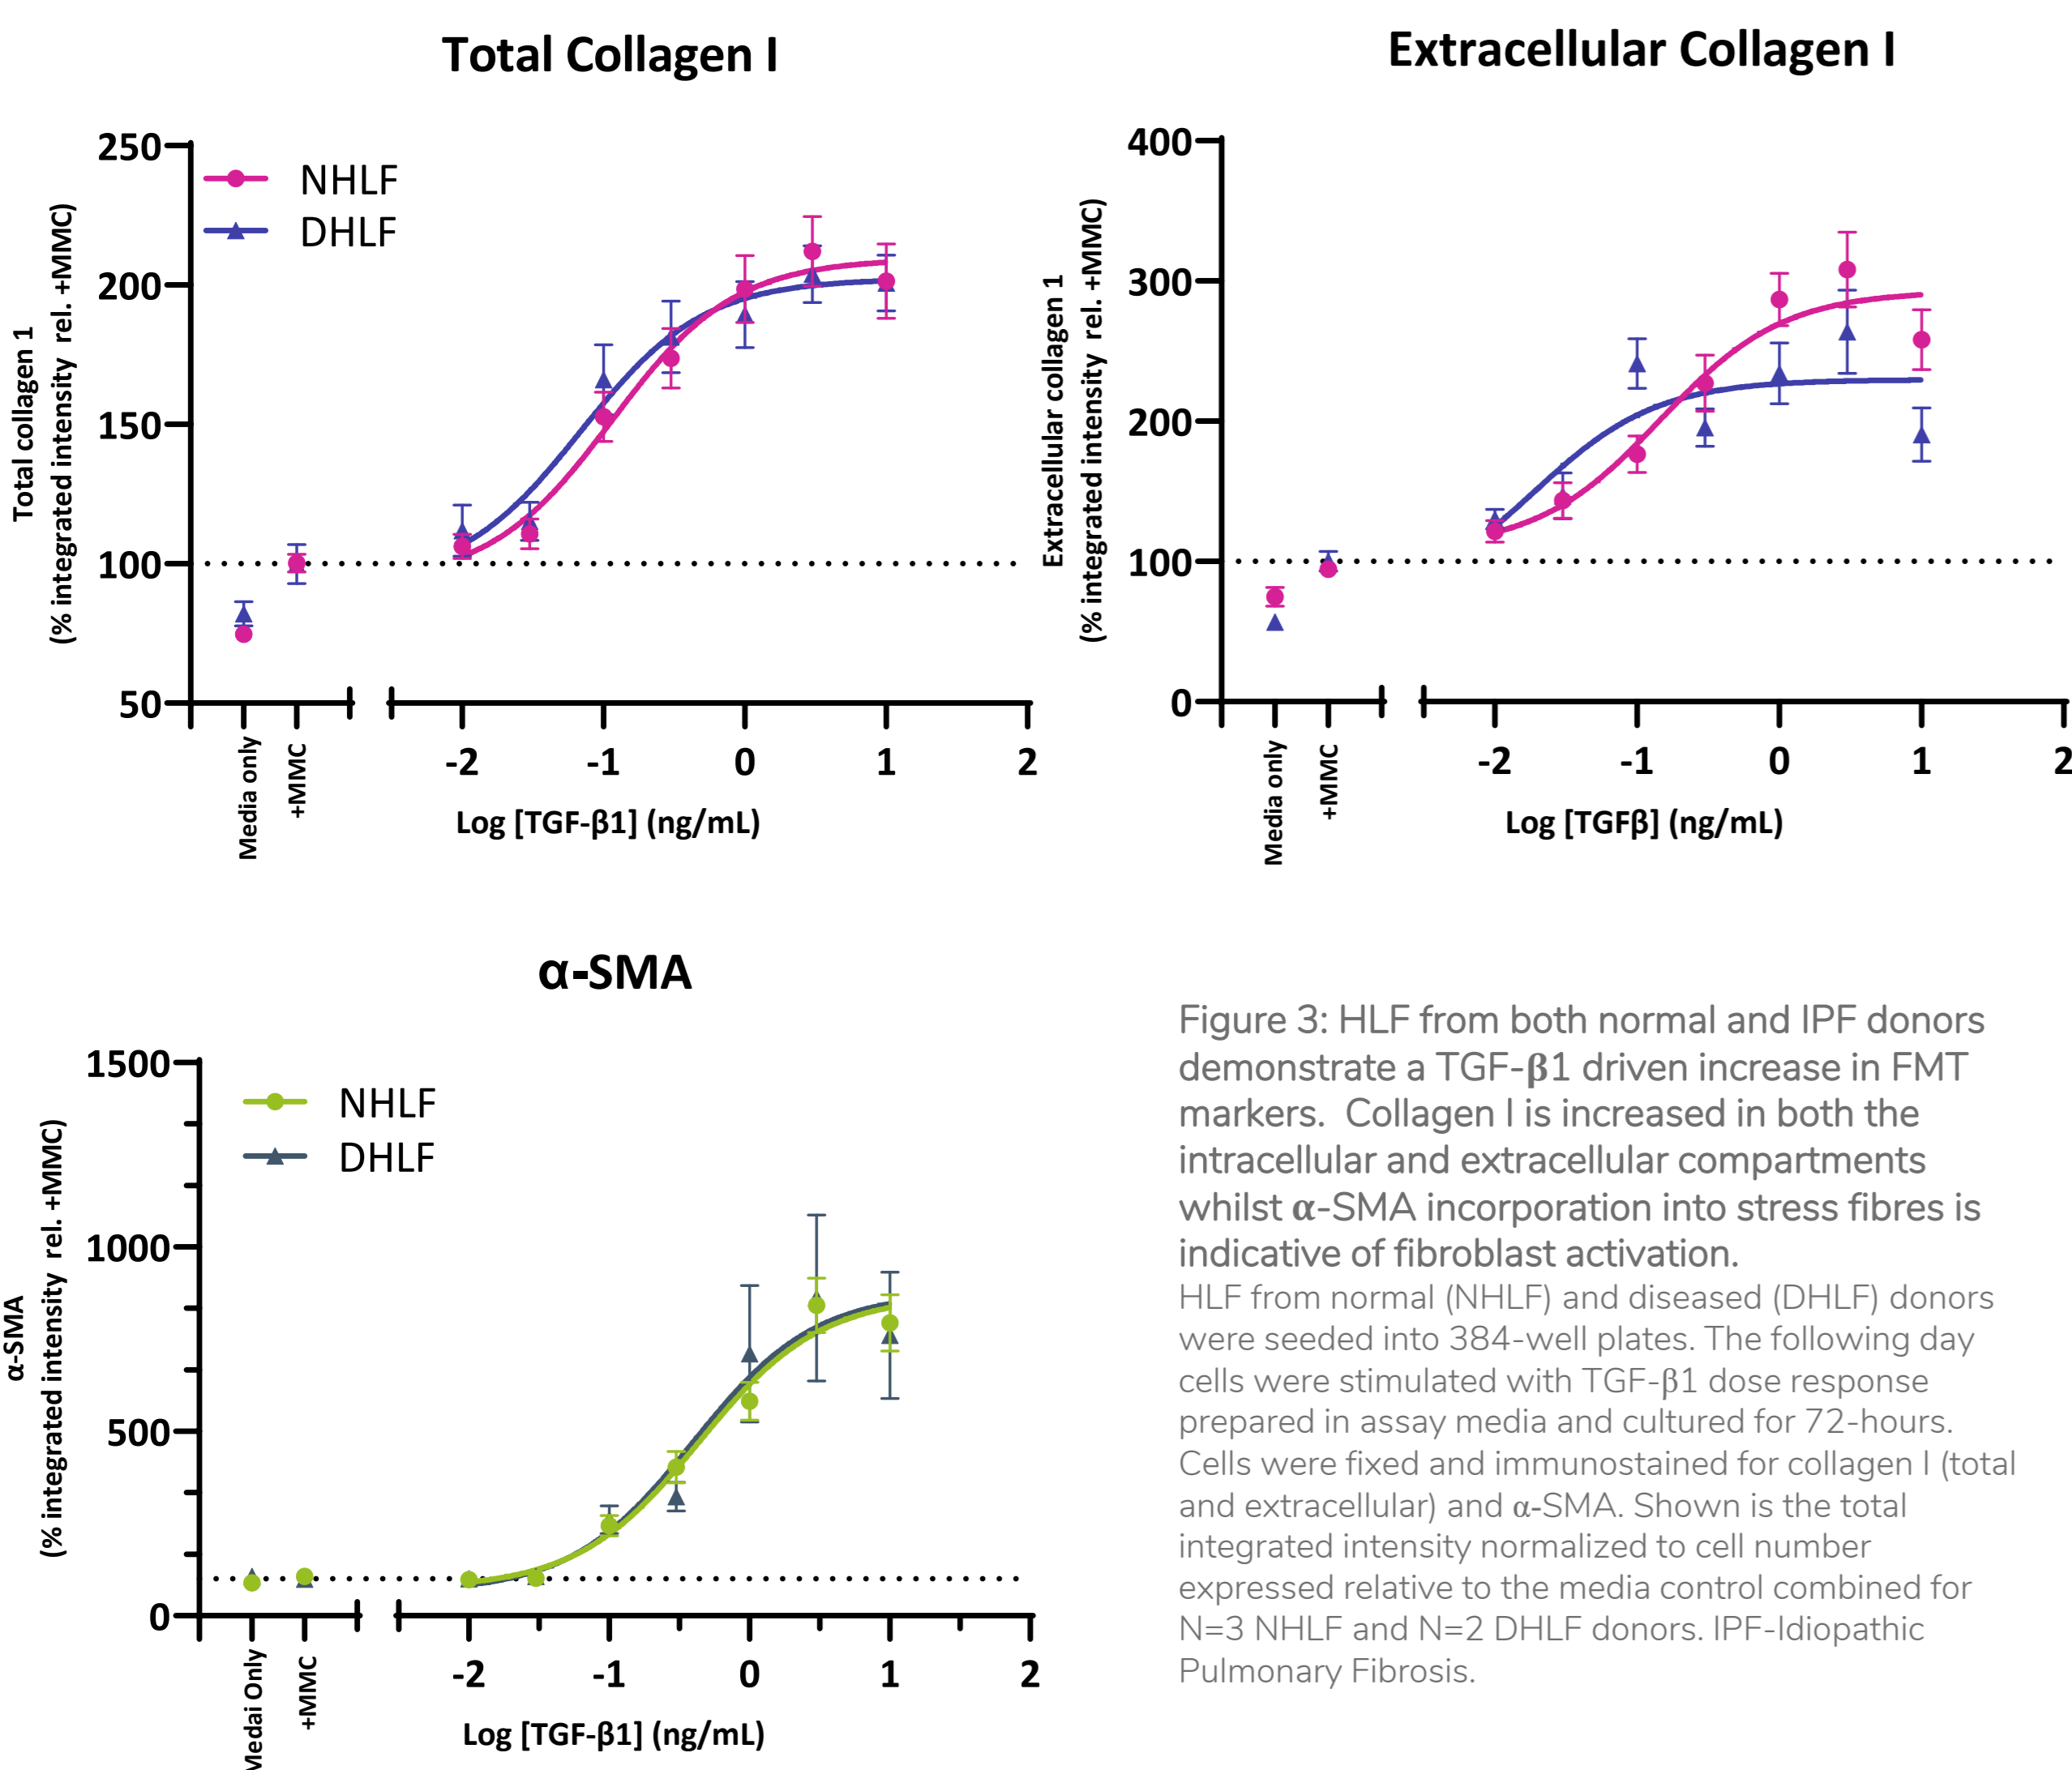 Total Collagen I
250
200
150
100
50
NHLF
DHLF
Total collagen 1
(% integrated intensity rel. +MMC)
Media only
+MMC
-2
-1
0
1
2
Log [TGF-β1] (ng/mL)
Extracellular Collagen I
400
300
200
100
0
Extracellular collagen 1
(% integrated intensity rel. +MMC)
Media only
+MMC
-2
-1
0
1
2
Log [TGFβ] (ng/mL)
α-SMA
1500
1000
500
0
NHLF
DHLF
α-SMA
(% integrated intensity rel. +MMC)
Medai Only
+MMC
-2
-1
0
1
2
Log [TGF-β1] (ng/mL)
Figure 3: HLF from both normal and IPF donors
demonstrate a TGF-β1 driven increase in FMT
markers. Collagen I is increased in both the
intracellular and extracellular compartments
whilst α-SMA incorporation into stress fibres is
indicative of fibroblast activation.
HLF from normal (NHLF) and diseased (DHLF) donors
were seeded into 384-well plates. The following day
cells were stimulated with TGF-β1 dose response
prepared in assay media and cultured for 72-hours.
Cells were fixed and immunostained for collagen I (total
and extracellular) and α-SMA. Shown is the total
integrated intensity normalized to cell number
expressed relative to the media control combined for
N=3 NHLF and N=2 DHLF donors. IPF-Idiopathic
Pulmonary Fibrosis.